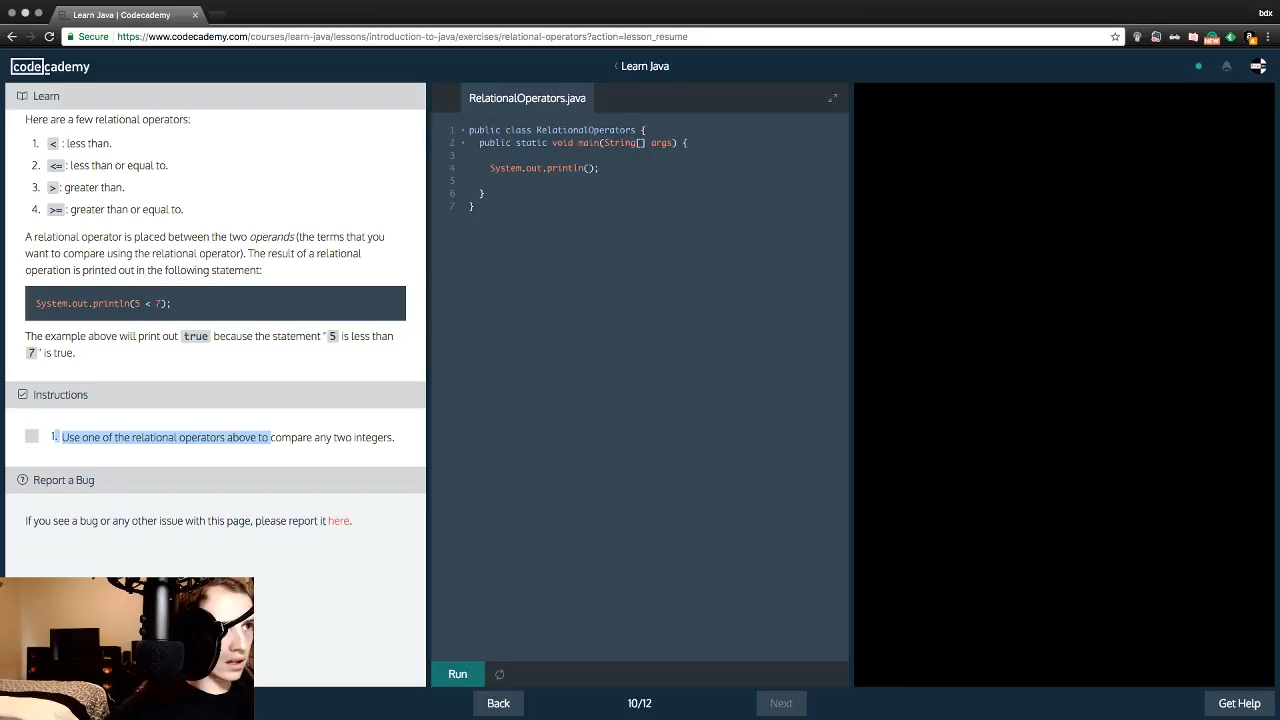 Learn Java | Codecademy
bdx
Secure
https://www.codecademy.com/courses/learn-java/lessons/introduction-to-java/exercises/relational-operators?action=lesson_resume
NEW
codecademy
Learn Java
Learn
RelationalOperators.java
Here are a few relational operators:
1. < : less than.
2. <= : less than or equal to.
3. > : greater than.
4. >= : greater than or equal to.
A relational operator is placed between the two operands (the terms that you
want to compare using the relational operator). The result of a relational
operation is printed out in the following statement:
System.out.println(5 < 7);
The example above will print out true because the statement "5 is less than
7" is true.
Instructions
1. Use one of the relational operators above to compare any two integers.
Report a Bug
If you see a bug or any other issue with this page, please report it here.
1 public class RelationalOperators {
2 public static void main(String[] args) {
3
4 System.out.println();
5
6 }
7 }
Run
Back
10/12
Next
Get Help